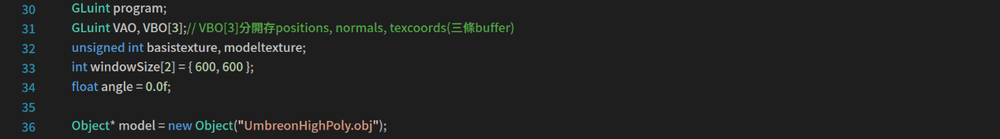 30 GLuint program;
31 GLuint VAO, VBO[3];// VBO[3]分開存positions, normals, texcoords(三條buffer)
32 unsigned int basistexture, modeltexture;
33 int windowSize[2] = { 600, 600 };
34 float angle = 0.0f;
35
36 Object* model = new Object("UmbreonHighPoly.obj");